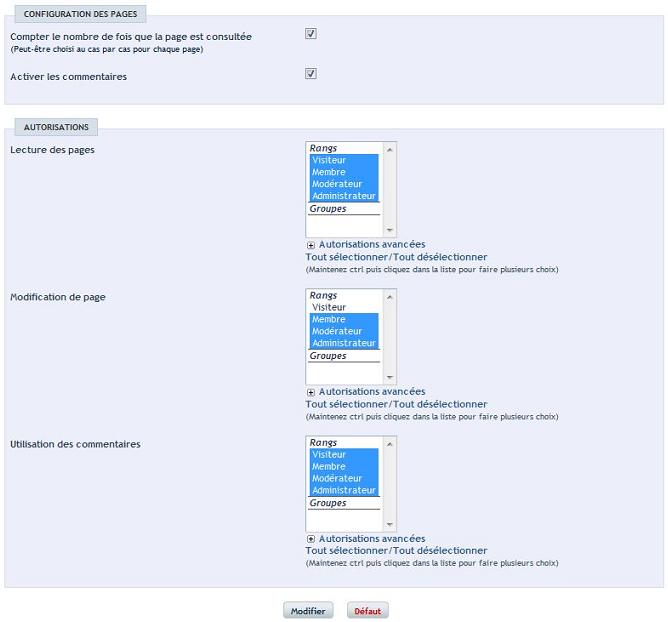 CONFIGURATION DES PAGES
Compter le nombre de fois que la page est consultée
(Peut-être choisi au cas par cas pour chaque page)
Activer les commentaires
AUTORISATIONS
Lecture des pages
Rangs
Visiteur
Membre
Modérateur
Administrateur
Groupes
Autorisations avancées
Tout sélectionner/Tout désélectionner
(Maintenez ctrl puis cliquez dans la liste pour faire plusieurs choix)
Modification de page
Rangs
Visiteur
Membre
Modérateur
Administrateur
Groupes
Autorisations avancées
Tout sélectionner/Tout désélectionner
(Maintenez ctrl puis cliquez dans la liste pour faire plusieurs choix)
Utilisation des commentaires
Rangs
Visiteur
Membre
Modérateur
Administrateur
Groupes
Autorisations avancées
Tout sélectionner/Tout désélectionner
(Maintenez ctrl puis cliquez dans la liste pour faire plusieurs choix)
Modifier Défaut